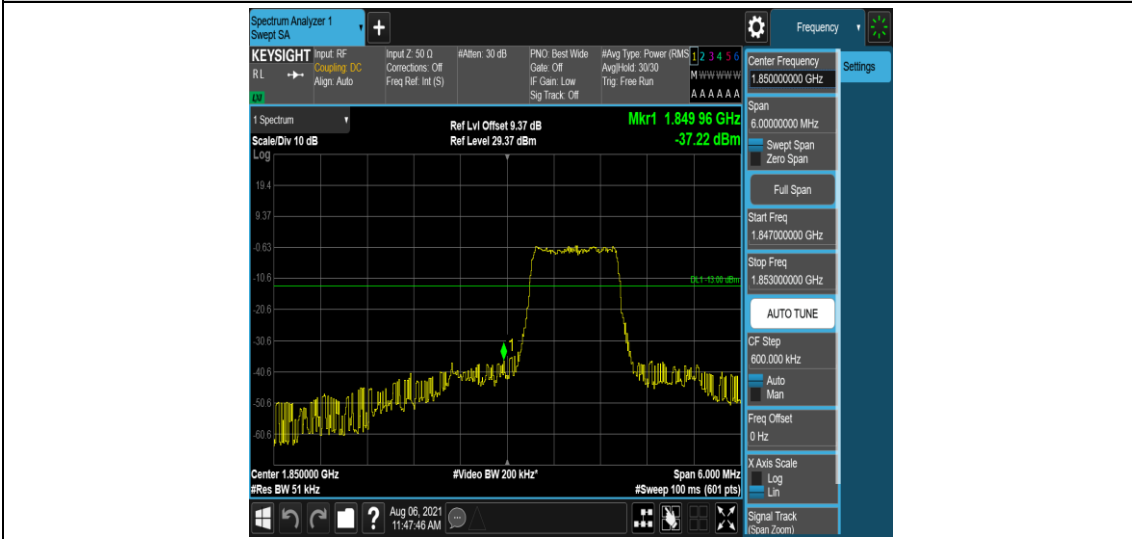 Spectrum Analyzer 1
Swept SA
+
Frequency
KEYSIGHT
RL
LXI
Input: RF
Coupling: DC
Align: Auto
Input Z: 50 Ω
Corrections: Off
Freq Ref: Int (S)
#Atten: 30 dB
PNO: Best Wide
Gate: Off
IF Gain: Low
Sig Track: Off
#Avg Type: Power (RMS
Avg|Hold: 30/30
Trig: Free Run
1 2 3 4 5 6
M W W W W W
A A A A A A
1 Spectrum
Scale/Div 10 dB
Log
Ref Lvl Offset 9.37 dB
Ref Level 29.37 dBm
Mkr1 1.849 96 GHz
-37.22 dBm
19.4
9.37
-0.63
-10.6
-20.6
-30.6
-40.6
-50.6
-60.6
DL1 -13.00 dBm
1
Center 1.850000 GHz
#Res BW 51 kHz
#Video BW 200 kHz*
Span 6.000 MHz
#Sweep 100 ms (601 pts)
Center Frequency
1.850000000 GHz
Settings
Span
6.00000000 MHz
Swept Span
Zero Span
Full Span
Start Freq
1.847000000 GHz
Stop Freq
1.853000000 GHz
AUTO TUNE
CF Step
600.000 kHz
Auto
Man
Freq Offset
0 Hz
X Axis Scale
Log
Lin
Signal Track
(Span Zoom)
?
Aug 06, 2021
11:47:46 AM